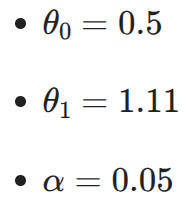 • θ₀ = 0.5
• θ₁ = 1.11
• α = 0.05